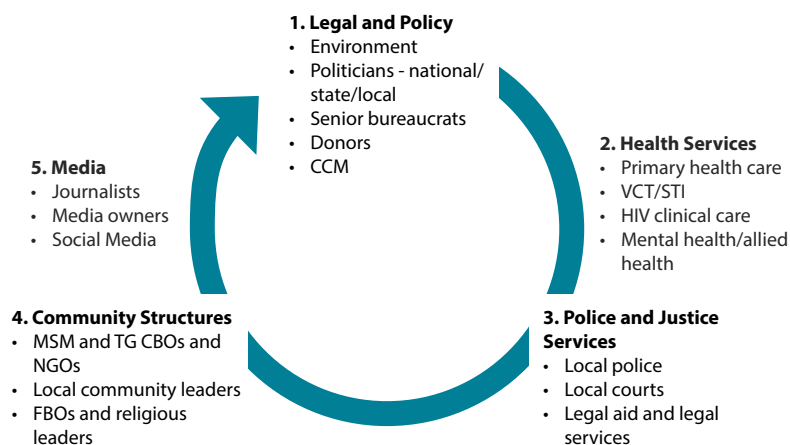 1. Legal and Policy
• Environment
• Politicians - national/
state/local
• Senior bureaucrats
• Donors
• CCM
2. Health Services
• Primary health care
• VCT/STI
• HIV clinical care
• Mental health/allied
health
3. Police and Justice
Services
• Local police
• Local courts
• Legal aid and legal
services
4. Community Structures
• MSM and TG CBOs and
NGOs
• Local community leaders
• FBOs and religious
leaders
5. Media
• Journalists
• Media owners
• Social Media